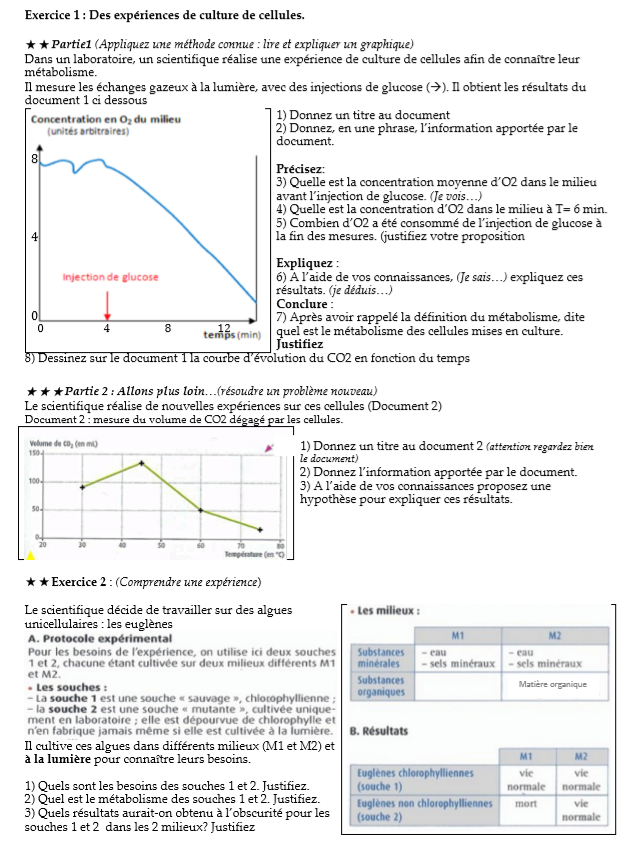 Exercice 1 : Des expériences de culture de cellules.
★ ★ Partie1 (Appliquez une méthode connue : lire et expliquer un graphique)
Dans un laboratoire, un scientifique réalise une expérience de culture de cellules afin de connaître leur
métabolisme.
Il mesure les échanges gazeux à la lumière, avec des injections de glucose (→). Il obtient les résultats du
document 1 ci dessous
Concentration en O₂ du milieu
(unités arbitraires)
8
4
0
Injection de glucose
0 4 8 12
temps (min)
1) Donnez un titre au document
2) Donnez, en une phrase, l'information apportée par le
document.
Précisez:
3) Quelle est la concentration moyenne d'O2 dans le milieu
avant l'injection de glucose. (Je vois…)
4) Quelle est la concentration d'O2 dans le milieu à T= 6 min.
5) Combien d'O2 a été consommé de l'injection de glucose à
la fin des mesures. (justifiez votre proposition
Expliquez :
6) A l'aide de vos connaissances, (Je sais…) expliquez ces
résultats. (je déduis…)
Conclure :
7) Après avoir rappelé la définition du métabolisme, dite
quel est le métabolisme des cellules mises en culture.
Justifiez
8) Dessinez sur le document 1 la courbe d'évolution du CO2 en fonction du temps
★ ★ ★ Partie 2 : Allons plus loin…(résoudre un problème nouveau)
Le scientifique réalise de nouvelles expériences sur ces cellules (Document 2)
Document 2 : mesure du volume de CO2 dégagé par les cellules.
Volume de CO₂ (en mL)
150
100
50
0
20 30 40 50 60 70 80
Température (en °C)
1) Donnez un titre au document 2 (attention regardez bien
le document)
2) Donnez l'information apportée par le document.
3) A l'aide de vos connaissances proposez une
hypothèse pour expliquer ces résultats.
★ ★ Exercice 2 : (Comprendre une expérience)
Le scientifique décide de travailler sur des algues
unicellulaires : les euglènes
A. Protocole expérimental
Pour les besoins de l'expérience, on utilise ici deux souches
1 et 2, chacune étant cultivée sur deux milieux différents M1
et M2.
• Les souches :
– La souche 1 est une souche « sauvage », chlorophyllienne ;
– la souche 2 est une souche « mutante », cultivée unique-
ment en laboratoire ; elle est dépourvue de chlorophylle et
n'en fabrique jamais même si elle est cultivée à la lumière.
Il cultive ces algues dans différents milieu (M1 et M2) et
à la lumière pour connaître leurs besoins.
1) Quels sont les besoins des souches 1 et 2. Justifiez.
2) Quel est le métabolisme des souches 1 et 2. Justifiez.
3) Quels résultats aurait-on obtenu à l'obscurité pour les
souches 1 et 2 dans les 2 milieux? Justifiez
• Les milieux :
M1 M2
Substances minérales – eau – sels minéraux – eau – sels minéraux
Substances organiques Matière organique
B. Résultats
M1 M2
Euglènes chlorophylliennes (souche 1) vie normale vie normale
Euglènes non chlorophylliennes (souche 2) mort vie normale